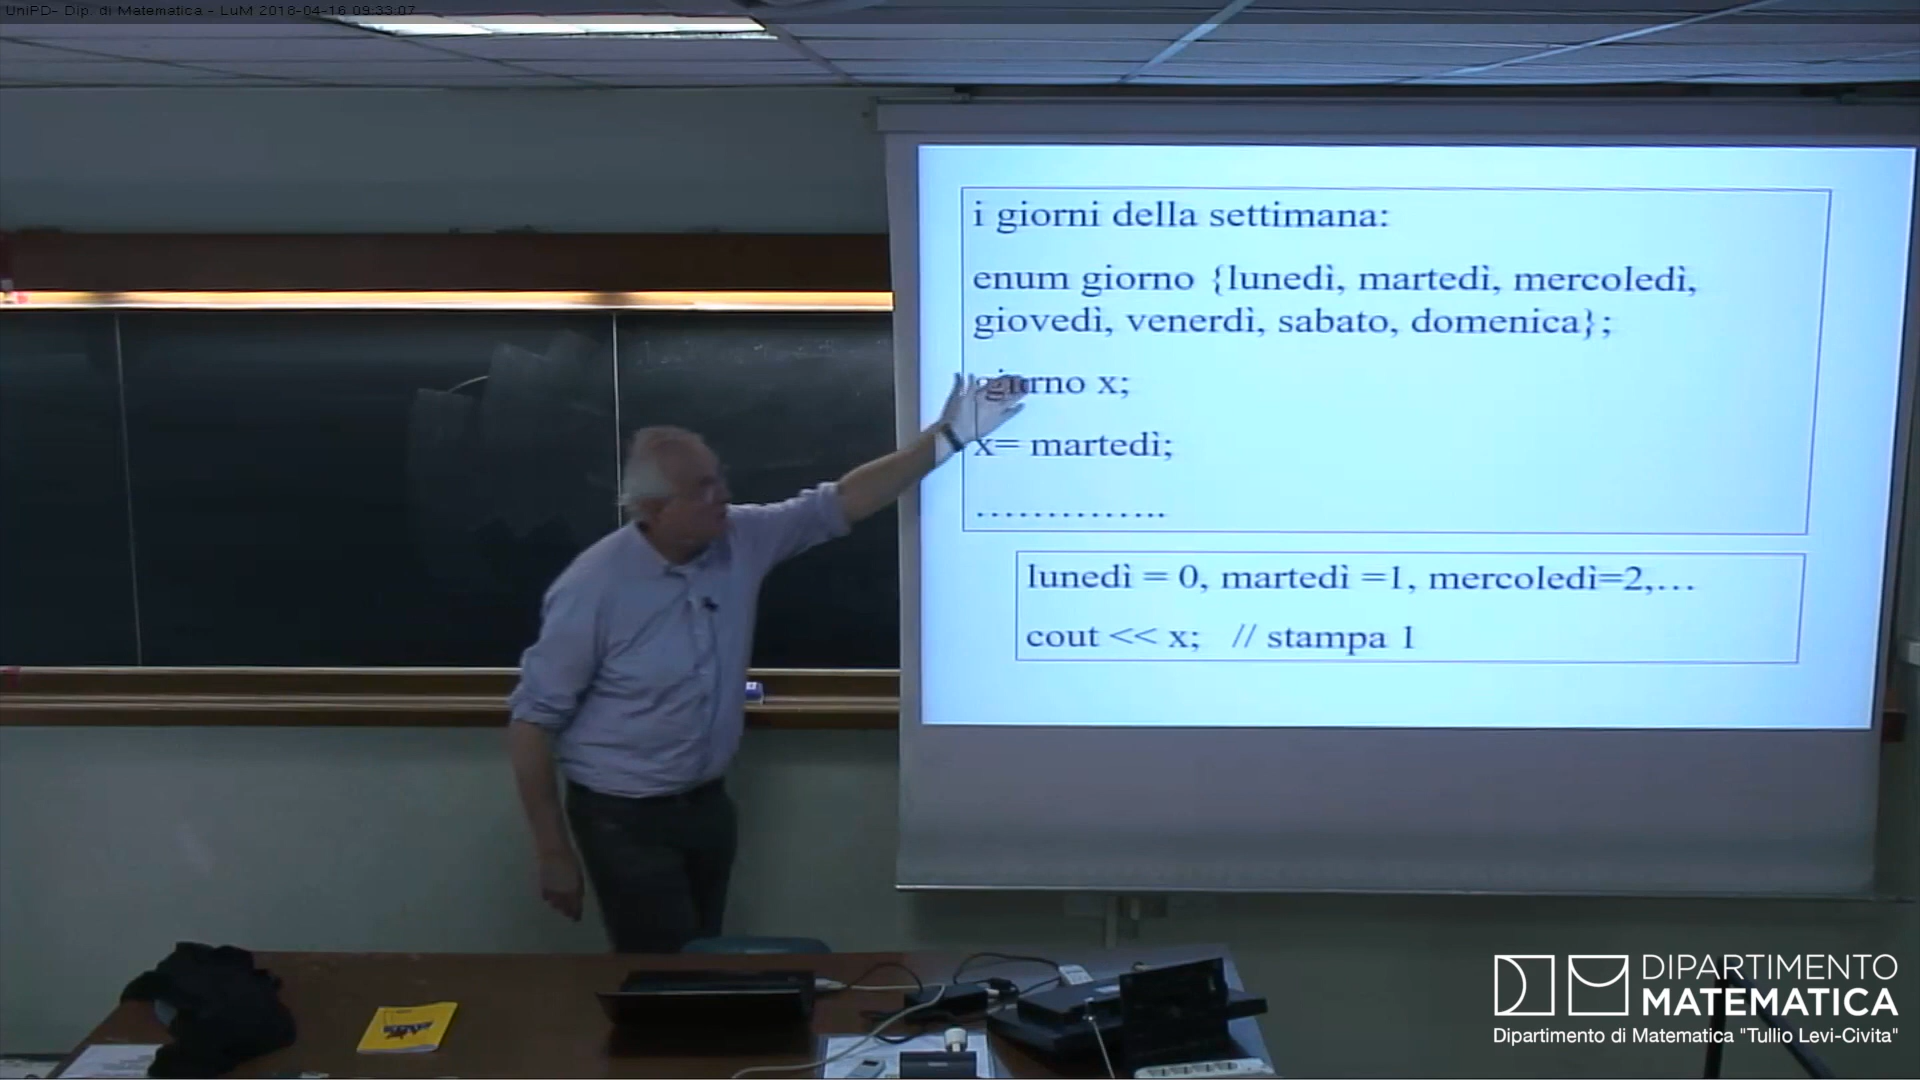 UniPD- Dip. di Matematica - LuM 2018-04-16 09:33:07
i giorni della settimana:
enum giorno {lunedì, martedì, mercoledì,
giovedì, venerdì, sabato, domenica};
giorno x;
x= martedì;
…………..
lunedì = 0, martedì =1, mercoledì=2,…
cout << x; // stampa 1
DIPARTIMENTO
MATEMATICA
Dipartimento di Matematica "Tullio Levi-Civita"